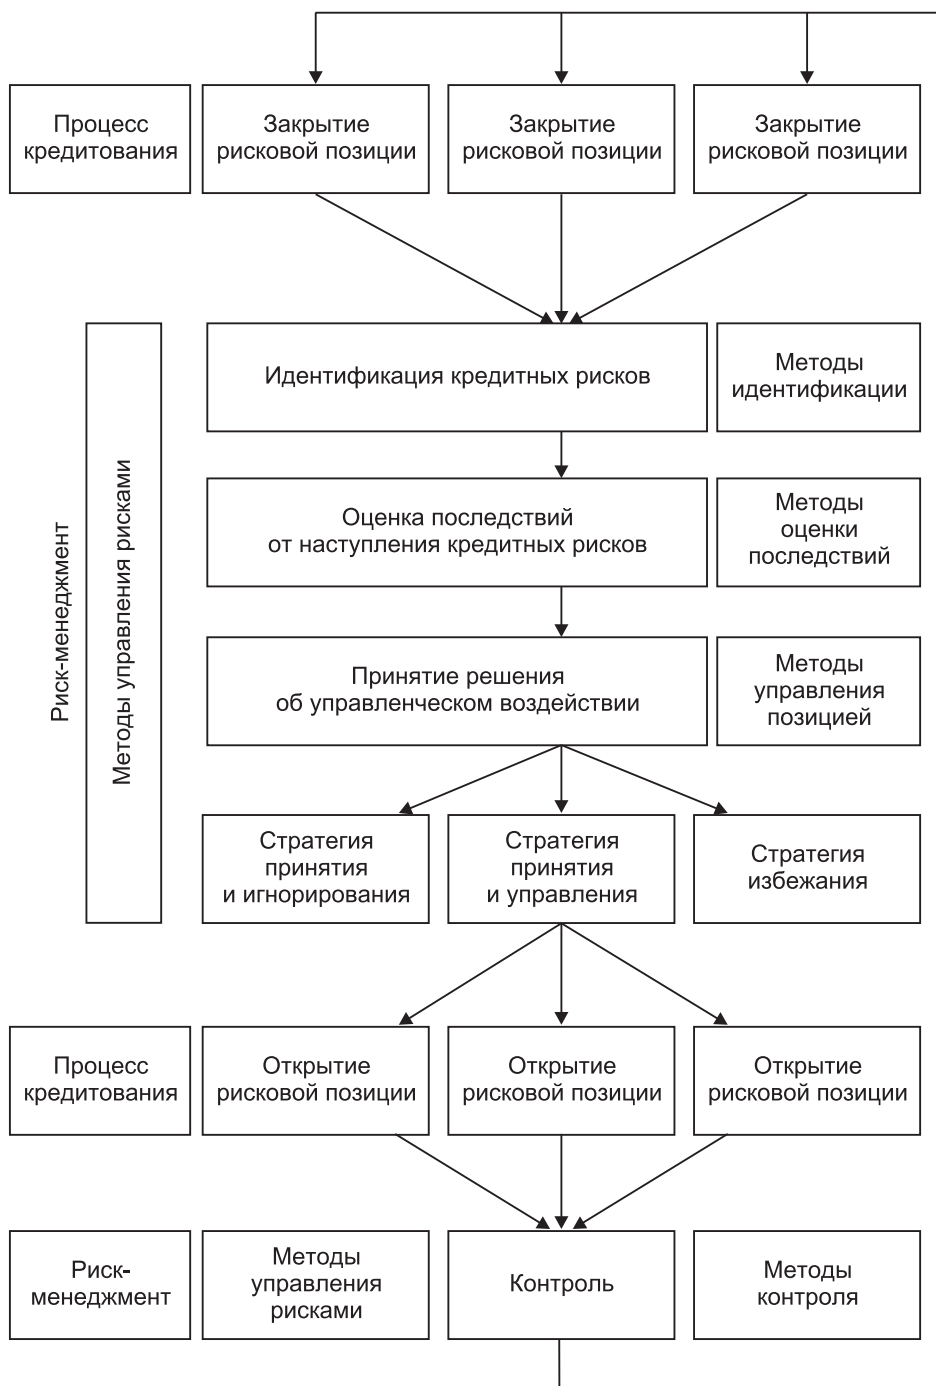 Процесс
кредитования
Закрытие
рисковой позиции
Закрытие
рисковой позиции
Закрытие
рисковой позиции
Риск-менеджмент
Методы управления рисками
Идентификация кредитных рисков
Методы
идентификации
Оценка последствий
от наступления кредитных рисков
Методы
оценки
последствий
Принятие решения
об управленческом воздействии
Методы
управления
позицией
Стратегия
принятия
и игнорирования
Стратегия
принятия
и управления
Стратегия
избежания
Процесс
кредитования
Открытие
рисковой позиции
Открытие
рисковой позиции
Открытие
рисковой позиции
Риск-
менеджмент
Методы
управления
рисками
Контроль
Методы
контроля